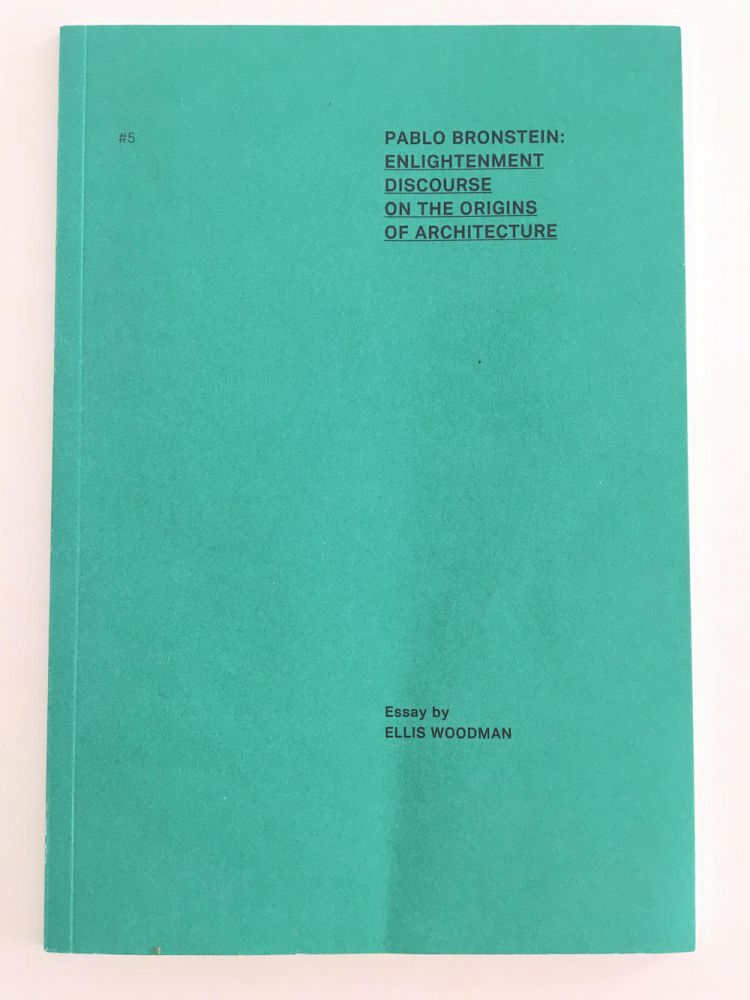 #5
PABLO BRONSTEIN:
ENLIGHTENMENT
DISCOURSE
ON THE ORIGINS
OF ARCHITECTURE
Essay by
ELLIS WOODMAN